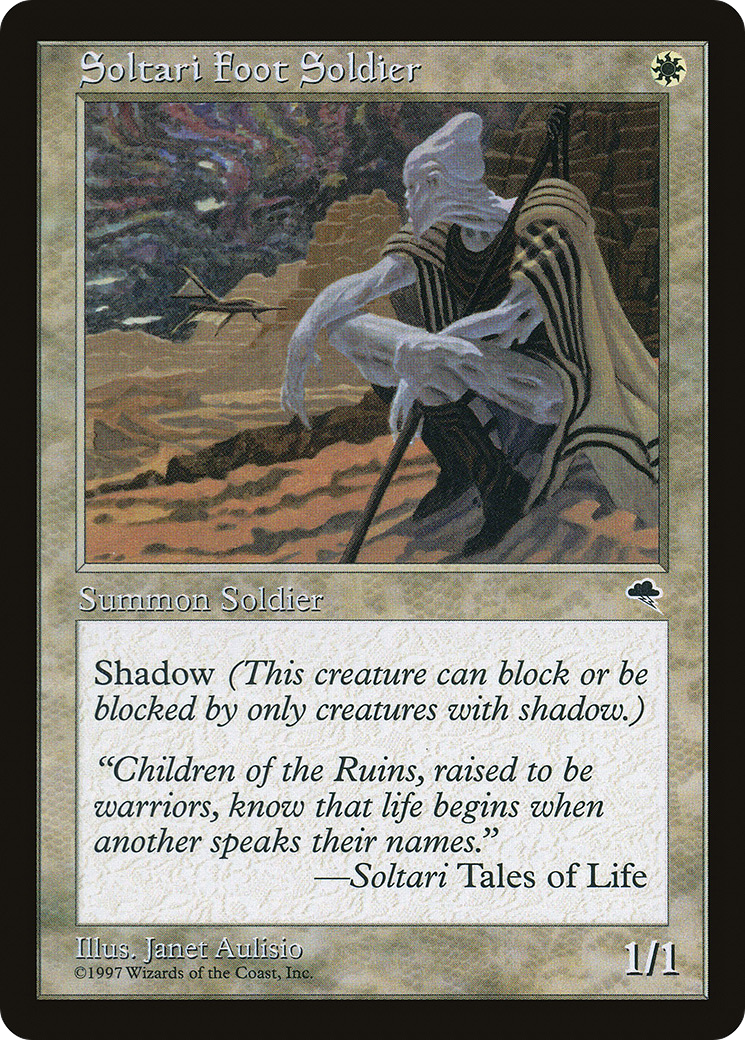 Soltari Foot Soldier
Summon Soldier
Shadow (This creature can block or be
blocked by only creatures with shadow.)
“Children of the Ruins, raised to be
warriors, know that life begins when
another speaks their names.”
—Soltari Tales of Life
Illus. Janet Aulisio
©1997 Wizards of the Coast, Inc.
1/1